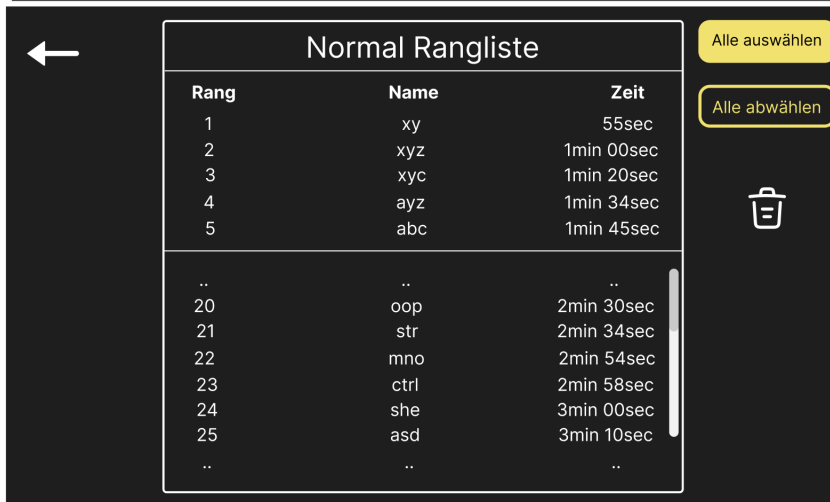 Normal Rangliste
Alle auswählen
Alle abwählen
Rang Name Zeit
1 xy 55sec
2 xyz 1min 00sec
3 xyc 1min 20sec
4 ayz 1min 34sec
5 abc 1min 45sec
.. .. ..
20 oop 2min 30sec
21 str 2min 34sec
22 mno 2min 54sec
23 ctrl 2min 58sec
24 she 3min 00sec
25 asd 3min 10sec
.. .. ..